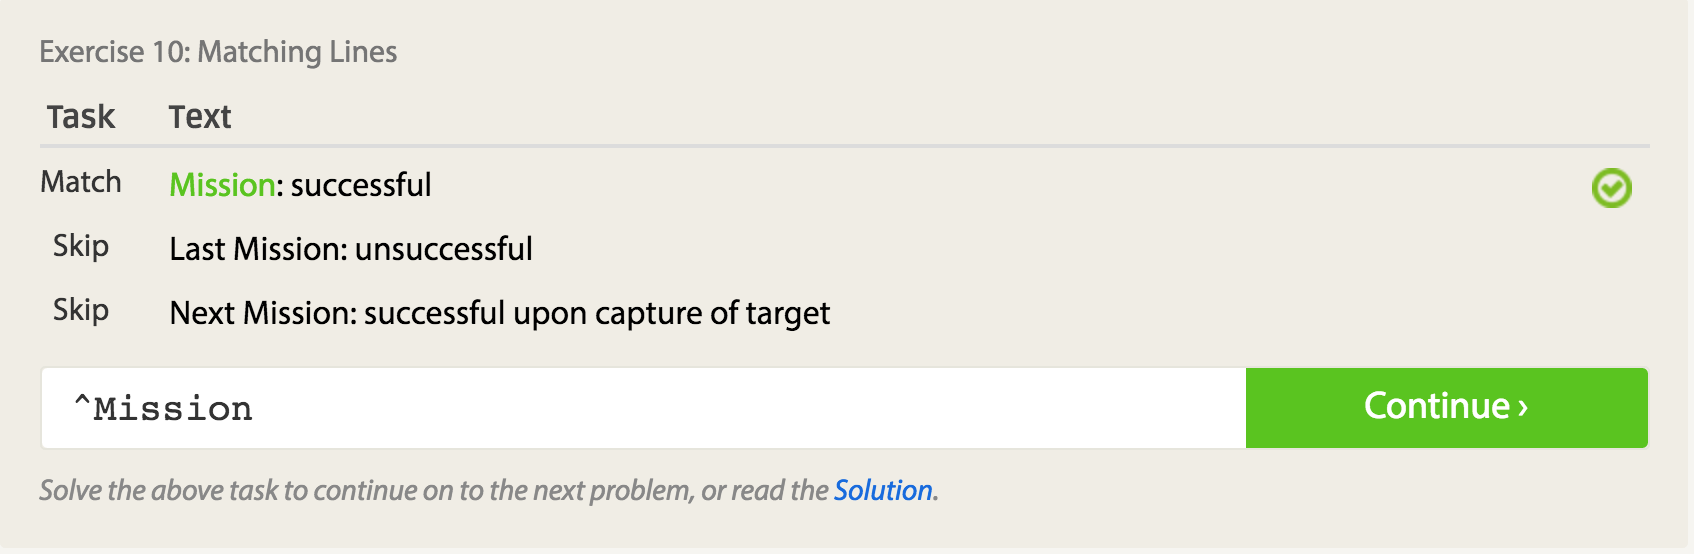 Exercise 10: Matching Lines
Task Text
Match Mission: successful
Skip Last Mission: unsuccessful
Skip Next Mission: successful upon capture of target
^Mission Continue ›
Solve the above task to continue on to the next problem, or read the Solution.